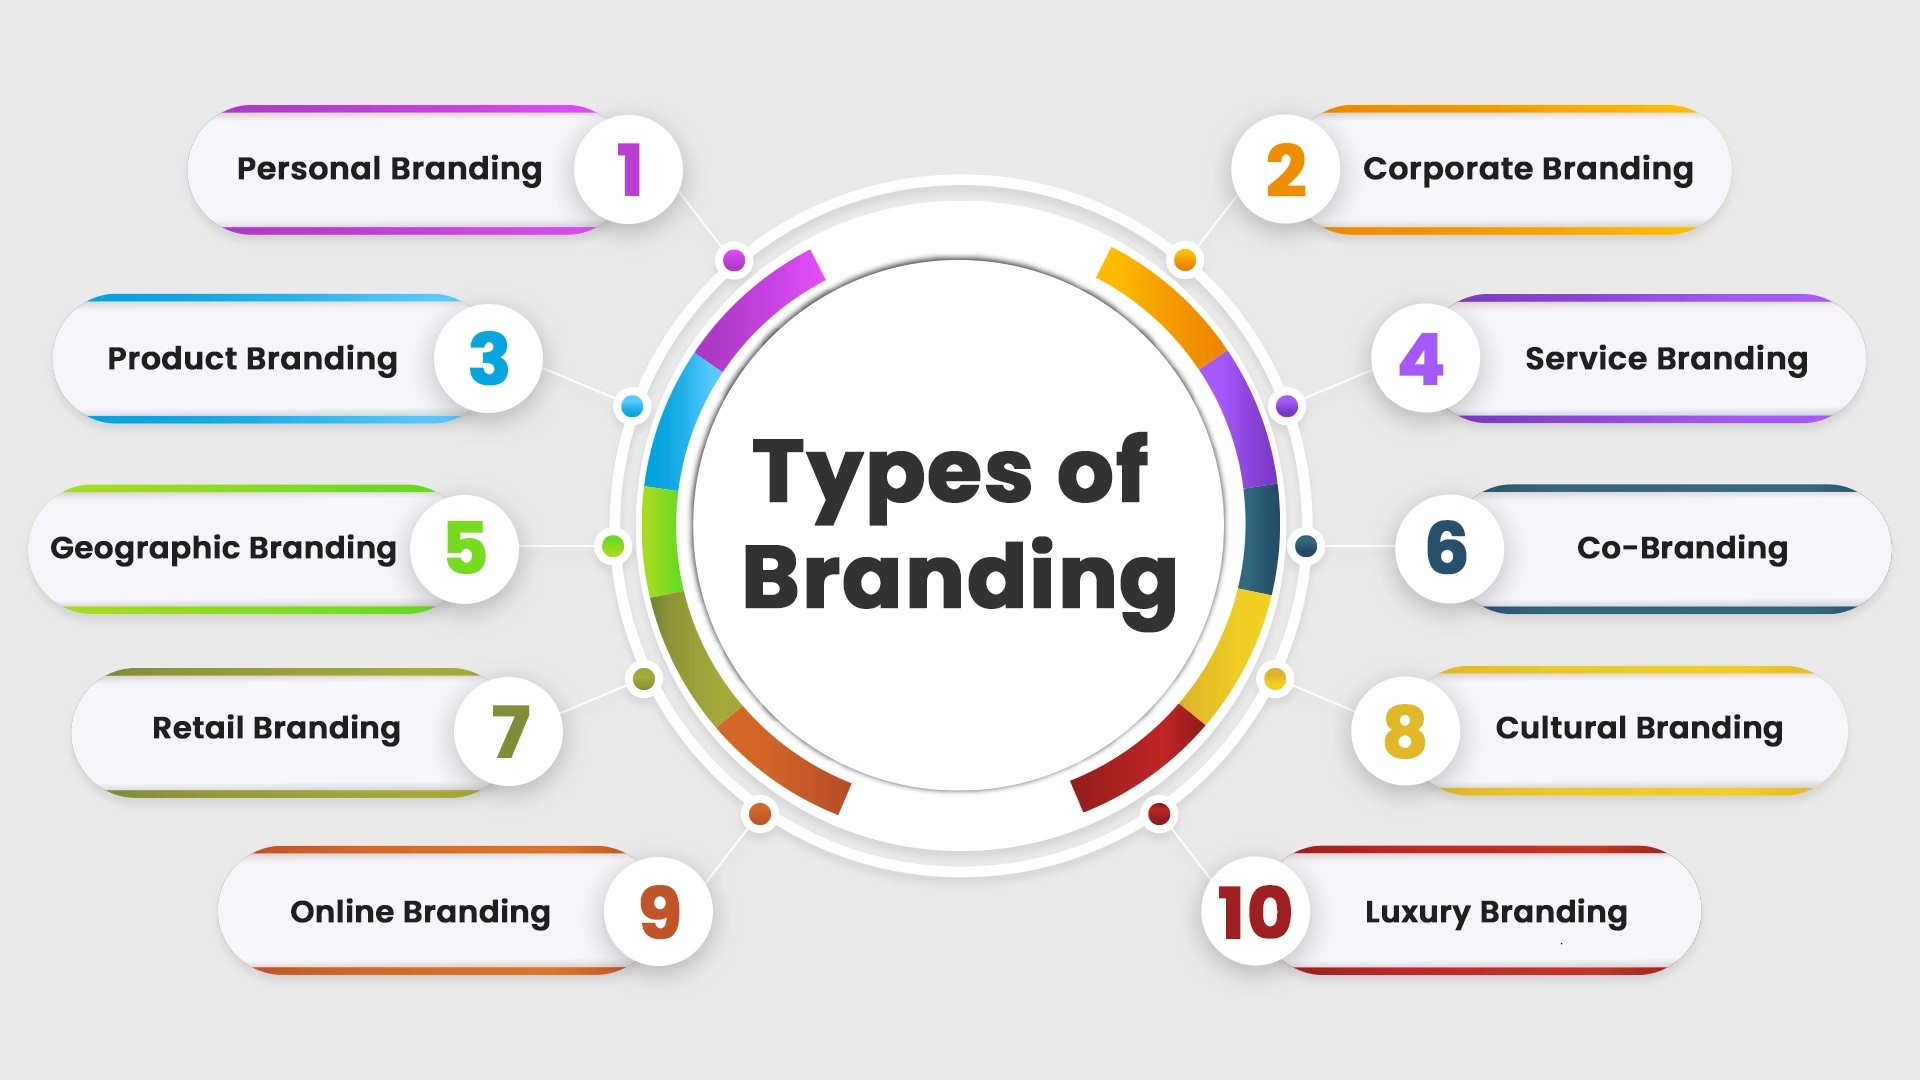 Types of
Branding
1
Personal Branding
2
Corporate Branding
3
Product Branding
4
Service Branding
5
Geographic Branding
6
Co-Branding
7
Retail Branding
8
Cultural Branding
9
Online Branding
10
Luxury Branding